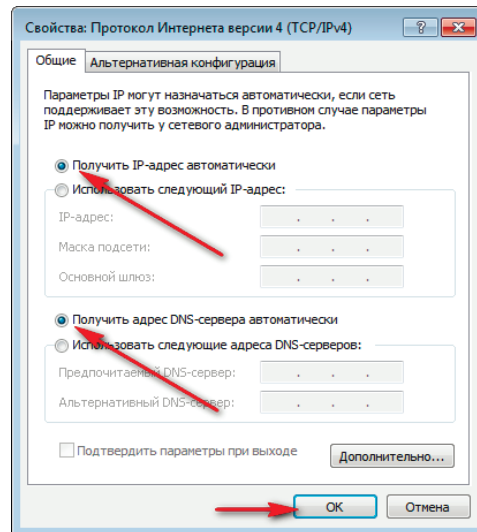 Свойства: Протокол Интернета версии 4 (TCP/IPv4)
Общие
Альтернативная конфигурация
Параметры IP могут назначаться автоматически, если сеть
поддерживает эту возможность. В противном случае параметры
IP можно получить у сетевого администратора.
Получить IP-адрес автоматически
Использовать следующий IP-адрес:
IP-адрес:
Маска подсети:
Основной шлюз:
Получить адрес DNS-сервера автоматически
Использовать следующие адреса DNS-серверов:
Предпочитаемый DNS-сервер:
Альтернативный DNS-сервер:
Подтвердить параметры при выходе
Дополнительно...
OK
Отмена